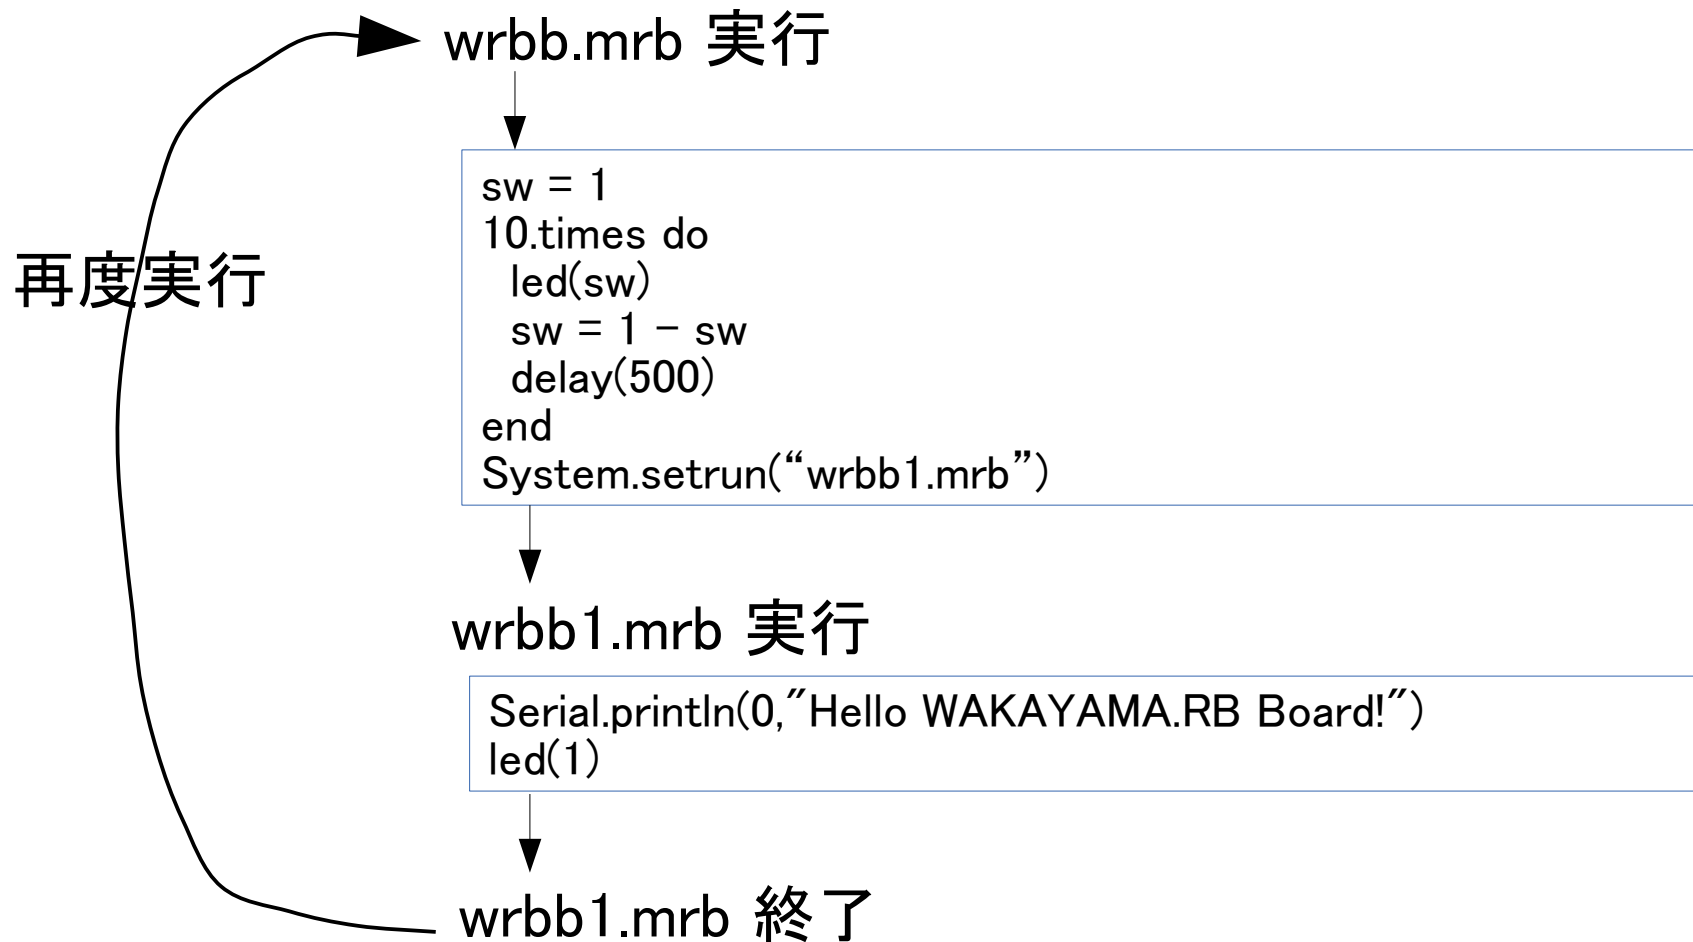 wrbb.mrb 実行
sw = 1
10.times do
  led(sw)
  sw = 1 - sw
  delay(500)
end
System.setrun(“wrbb1.mrb”)
再度実行
wrbb1.mrb 実行
Serial.println(0,"Hello WAKAYAMA.RB Board!")
led(1)
wrbb1.mrb 終了